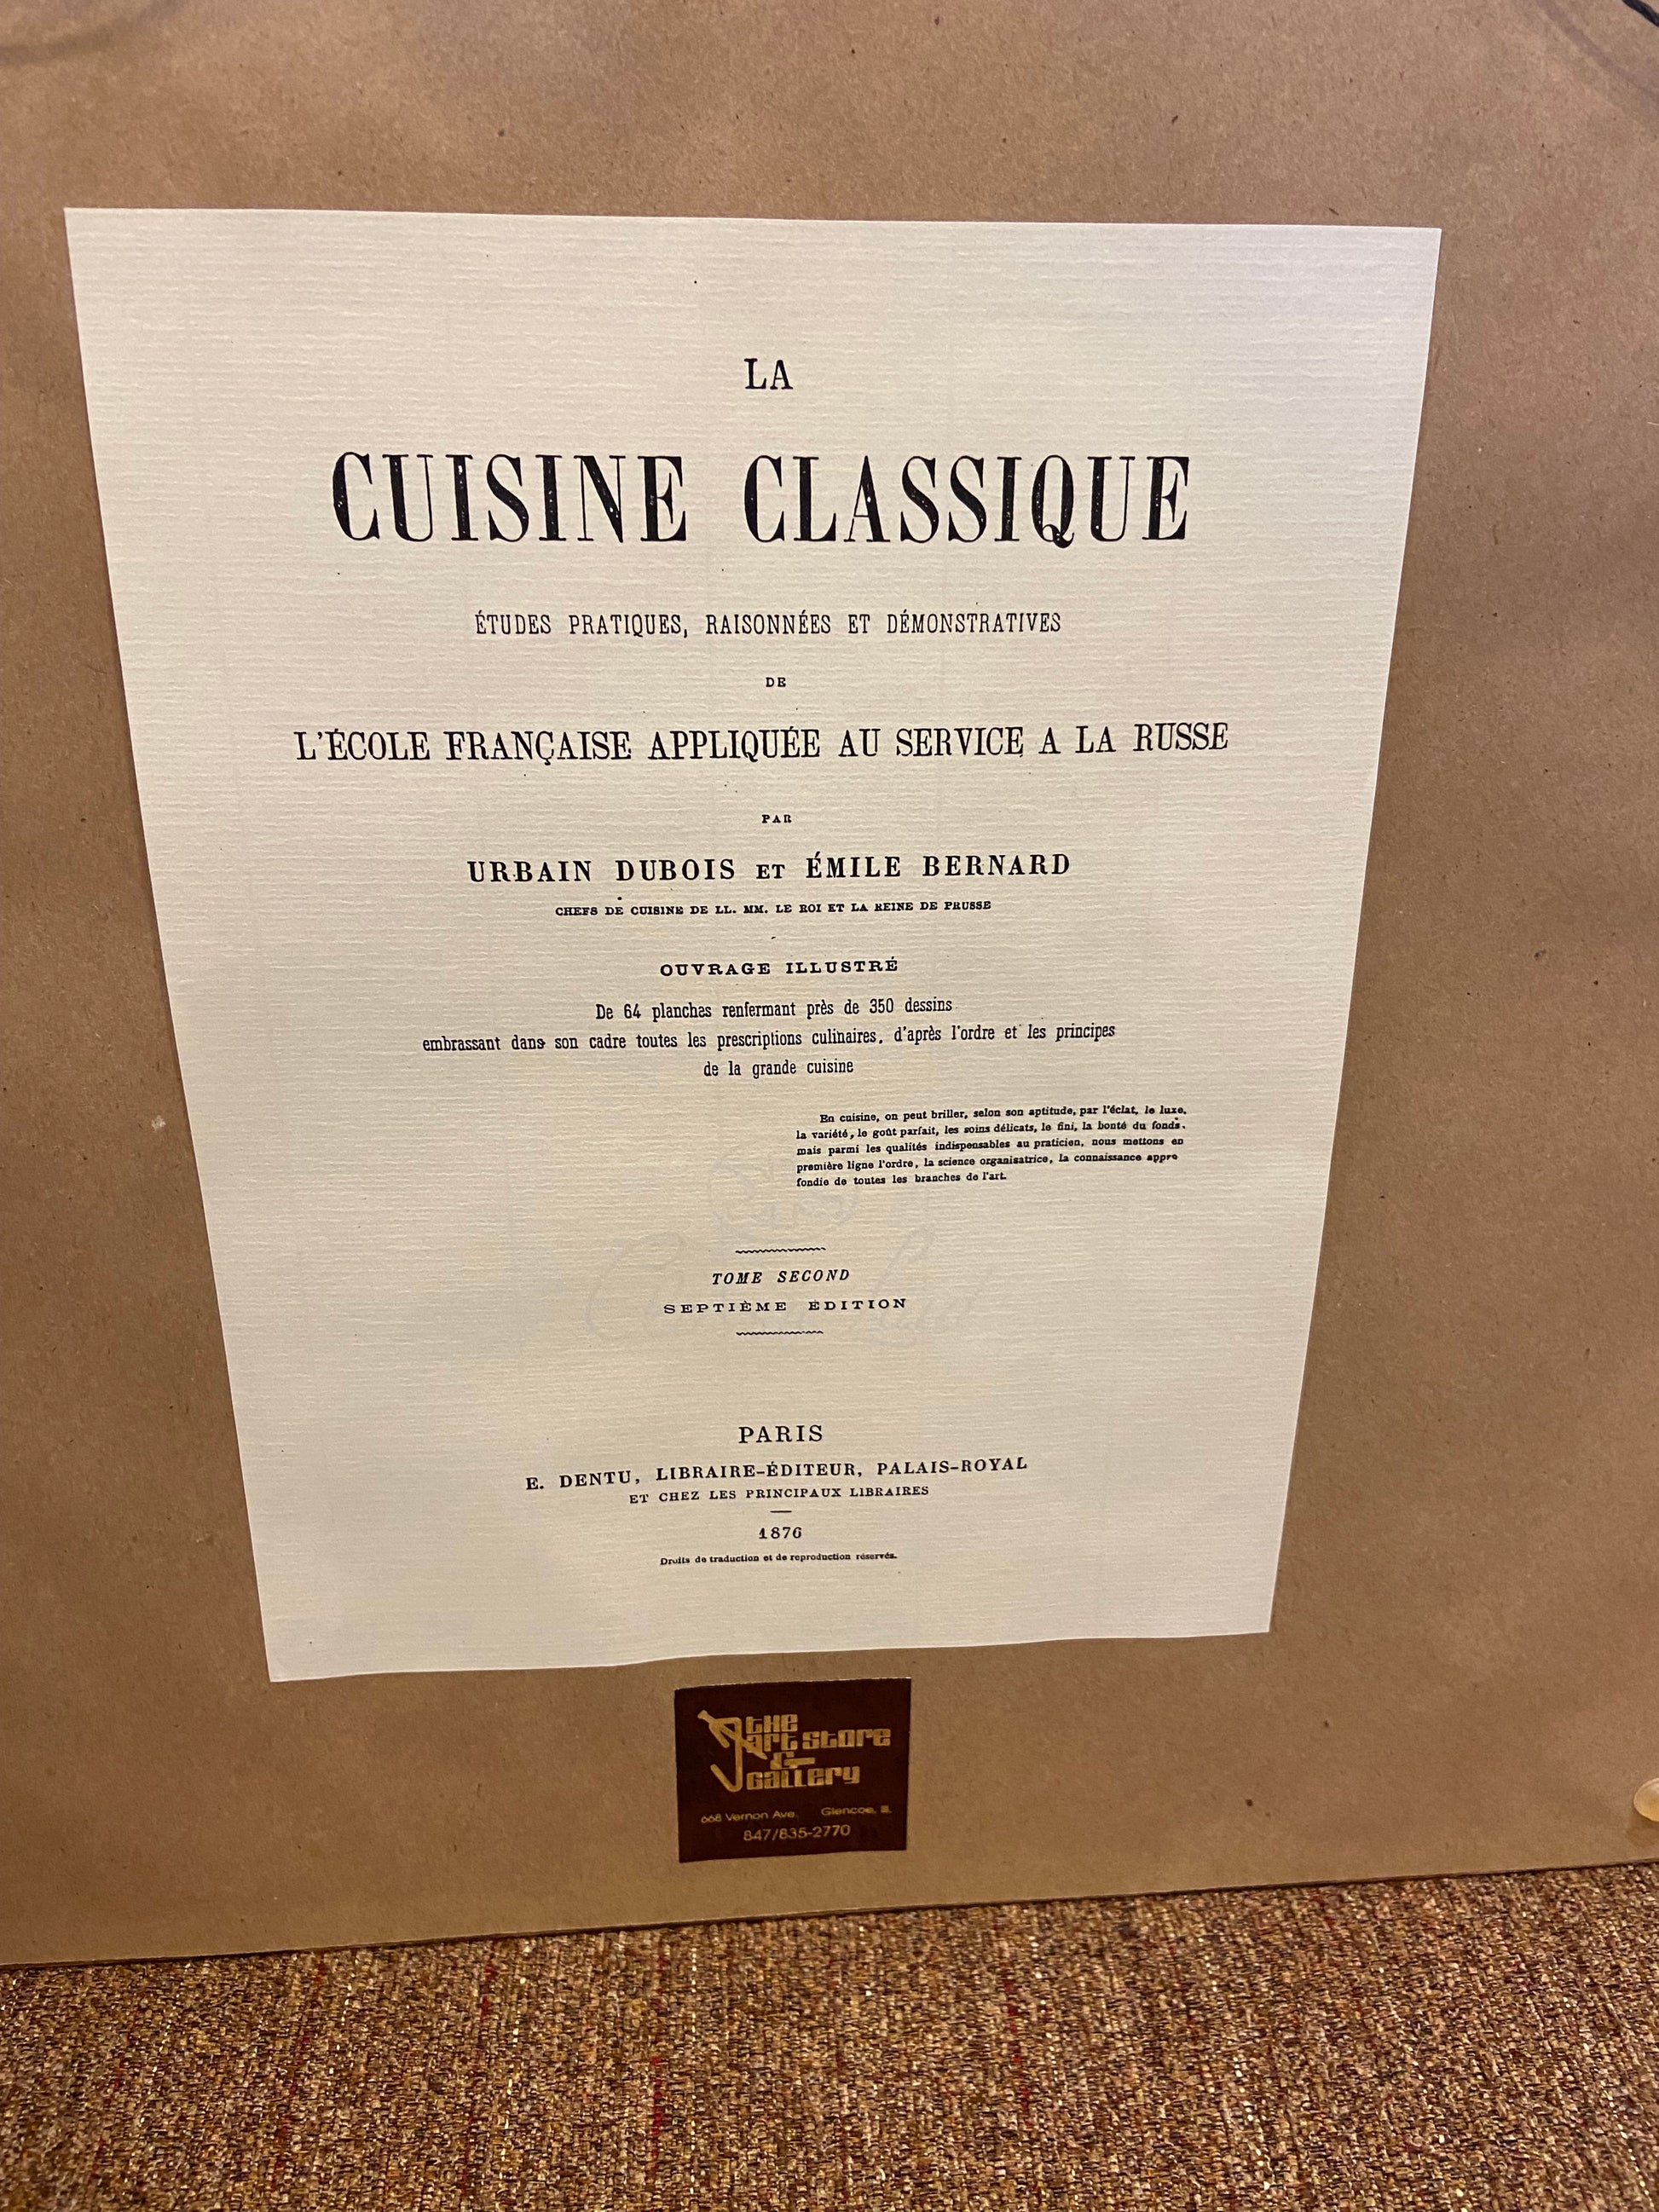 LA
CUISINE CLASSIQUE
ÉTUDES PRATIQUES, RAISONNÉES ET DÉMONSTRATIVES
DE
L'ÉCOLE FRANÇAISE APPLIQUÉE AU SERVICE A LA RUSSE
PAR
URBAIN DUBOIS ET ÉMILE BERNARD
CHEFS DE CUISINE DE LL. MM. LE ROI ET LA REINE DE PRUSSE
OUVRAGE ILLUSTRÉ
De 64 planches renfermant près de 350 dessins
embrassant dans son cadre toutes les prescriptions culinaires, d'après l'ordre et les principes
de la grande cuisine
En cuisine, on peut briller, selon son aptitude, par l'éclat, le luxe,
la variété, le goût parfait, les soins délicats, le fini, la bonté du fonds.
mais parmi les qualités indispensables au praticien, nous mettons en
première ligne l'ordre, la science organisatrice, la connaissance appro
fondie de toutes les branches de l'art.
TOME SECOND
SEPTIÈME ÉDITION
PARIS
E. DENTU, LIBRAIRE-ÉDITEUR, PALAIS-ROYAL
ET CHEZ LES PRINCIPAUX LIBRAIRES
1876
Droits de traduction et de reproduction réservés.
the
art store
&
gallery
668 Vernon Ave. Glencoe, Ill.
847/835-2770